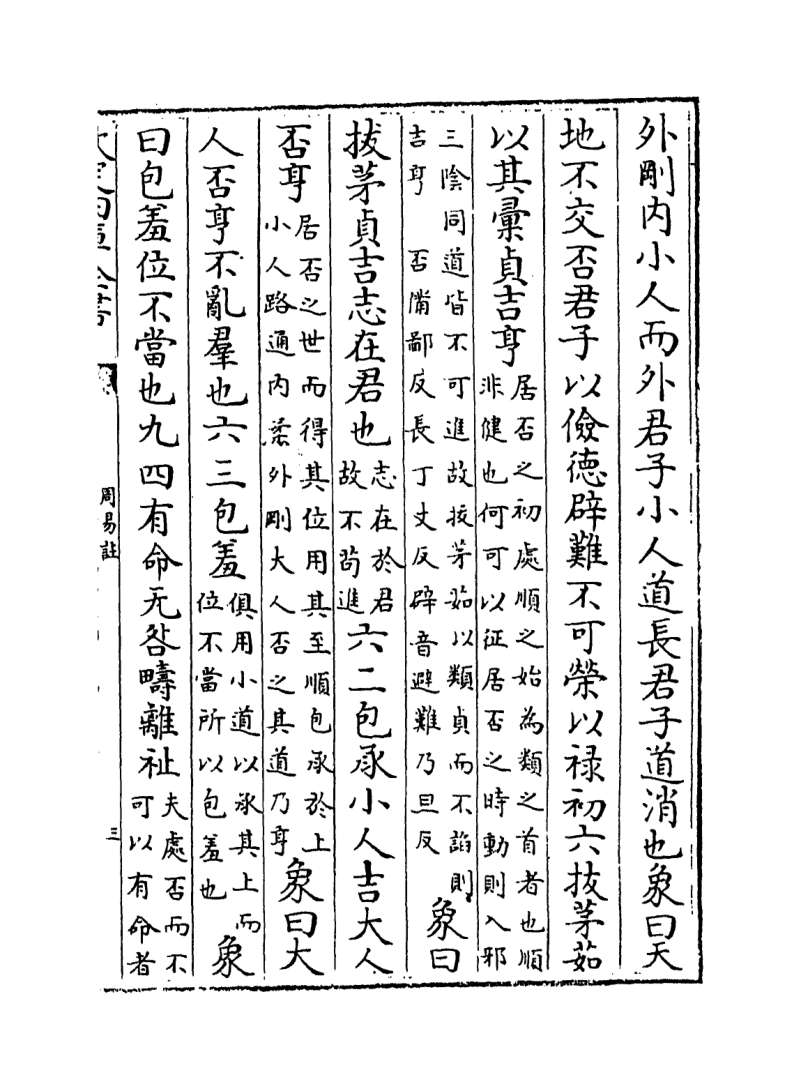 外剛内小人而外君子小人道長君子道消也象曰天
地不交否君子以儉德辟難不可榮以禄初六拔茅茹
以其彙貞吉亨居否之初處順之始為類之首者也順非健也何可以征居否之時動則入邪
三陰同道皆不可進故拔茅茹以類貞而不諂則吉亨 否備鄙反長丁丈反辟音避難乃旦反象曰
拔茅貞吉志在君也志在於君故不苟進六二包承小人吉大人
否亨居否之世而得其位用其至順包承於上小人路通内柔外剛大人否之其道乃亨象曰大
人否亨不亂羣也六三包羞俱用小道以承其上而位不當所以包羞也象
曰包羞位不當也九四有命无咎疇離祉夫處否而不可以有命者
周易註
三